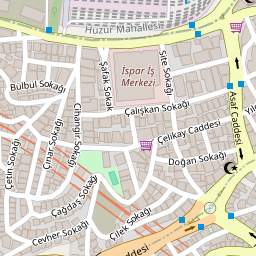 Huzur Mahallesi
Site Sokağı
Şafak Sokak
İspar İş
Merkezi
Bülbül Sokağı
Cihangir Sokağı
Çalışkan Sokağı
Asaf Caddesi
Çelikay Caddesi
Çınar Sokağı
Doğan Sokağı
Çetin Sokağı
Çağdaş Sokağı
Cevher Sokağı
Çilek Sokağı